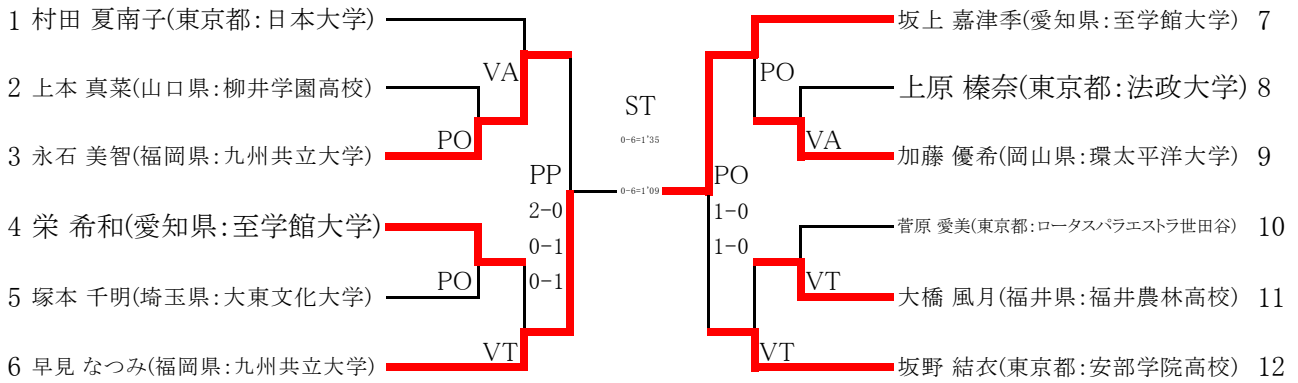 1 村田 夏南子(東京都:日本大学)
2 上本 真菜(山口県:柳井学園高校)
3 永石 美智(福岡県:九州共立大学)
4 栄 希和(愛知県:至学館大学)
5 塚本 千明(埼玉県:大東文化大学)
6 早見 なつみ(福岡県:九州共立大学)
VA
PO
PO
VT
PP
2-0
0-1
0-1
ST
0-6=1'35
0-6=1'09
PO
1-0
1-0
PO
VA
VT
VT
坂上 嘉津季(愛知県:至学館大学) 7
上原 榛奈(東京都:法政大学) 8
加藤 優希(岡山県:環太平洋大学) 9
菅原 愛美(東京都:ロータスパラエストラ世田谷) 10
大橋 風月(福井県:福井農林高校) 11
坂野 結衣(東京都:安部学院高校) 12